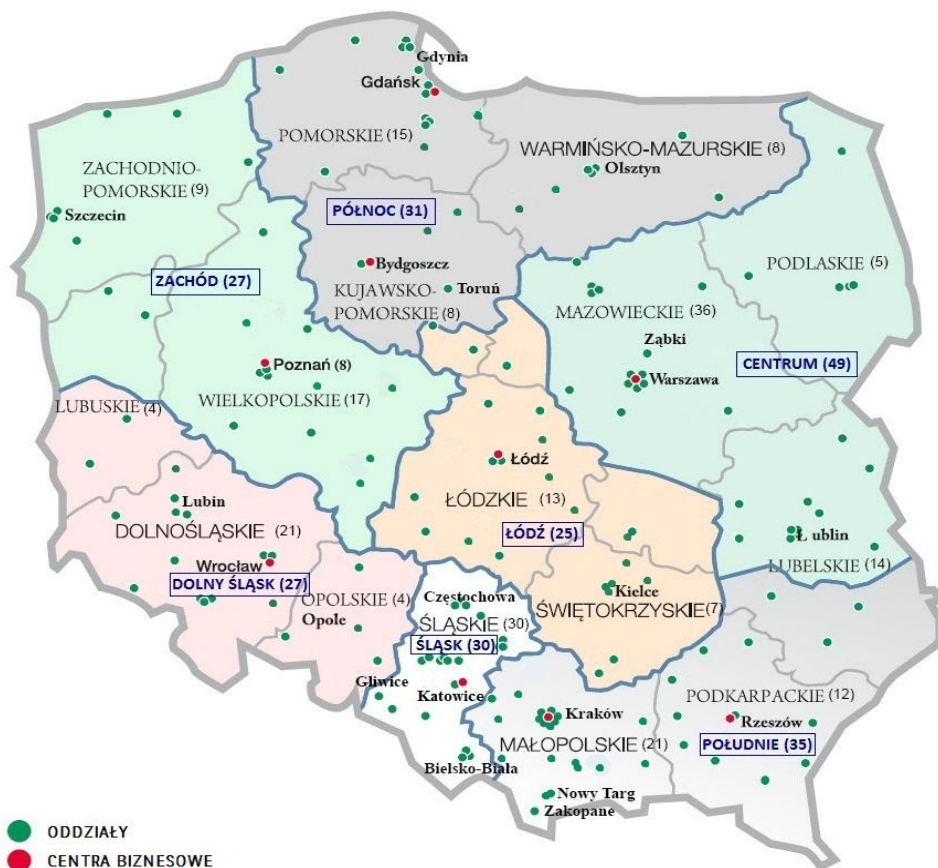 Gdynia
Gdańsk
POMORSKIE (15)
WARMIŃSKO-MAZURSKIE (8)
Olsztyn
ZACHODNIO-
POMORSKIE
(9)
Szczecin
PÓŁNOC (31)
Bydgoszcz
Toruń
KUJAWSKO-
POMORSKIE (8)
ZACHÓD (27)
PODLASKIE (5)
MAZOWIECKIE (36)
Ząbki
Warszawa
CENTRUM (49)
Poznań (8)
WIELKOPOLSKIE (17)
LUBUSKIE (4)
Łódź
ŁÓDZKIE (13)
ŁÓDŹ (25)
Lubin
DOLNOŚLĄSKIE (21)
Wrocław
DOLNY ŚLĄSK (27)
Ł ublin
LUBELSKIE (14)
OPOLSKIE (4)
Opole
Częstochowa
ŚLĄSKIE (30)
ŚLĄSK (30)
Kielce
ŚWIĘTOKRZYSKIE (7)
Gliwice
Katowice
Bielsko-Biała
Kraków
MAŁOPOLSKIE (21)
Nowy Targ
Zakopane
PODKARPACKIE (12)
Rzeszów
POŁUDNIE (35)
ODDZIAŁY
CENTRA BIZNESOWE